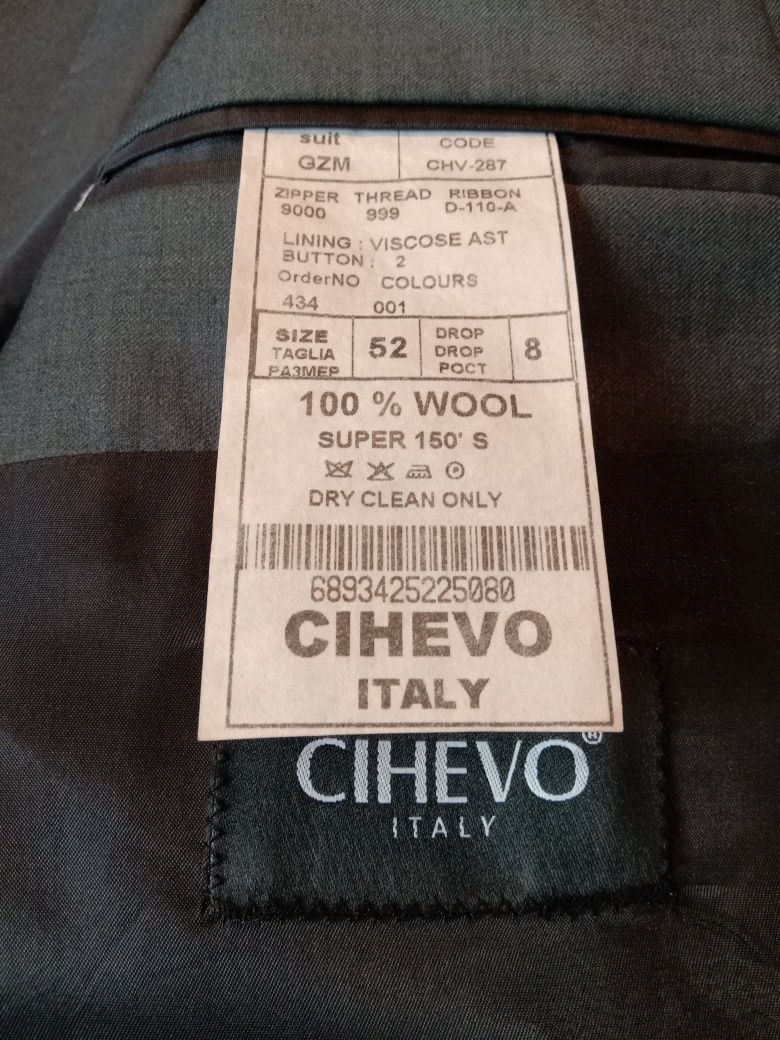 suit CODE
GZM CHV-287
ZIPPER THREAD RIBBON
9000 999 D-110-A
LINING : VISCOSE AST
BUTTON : 2
OrderNO COLOURS
434 001
SIZE 52 DROP 8
TAGLIA DROP
РАЗМЕР РОСТ
100 % WOOL
SUPER 150' S
DRY CLEAN ONLY
6893425225080
CIHEVO
ITALY
CIHEVO®
ITALY